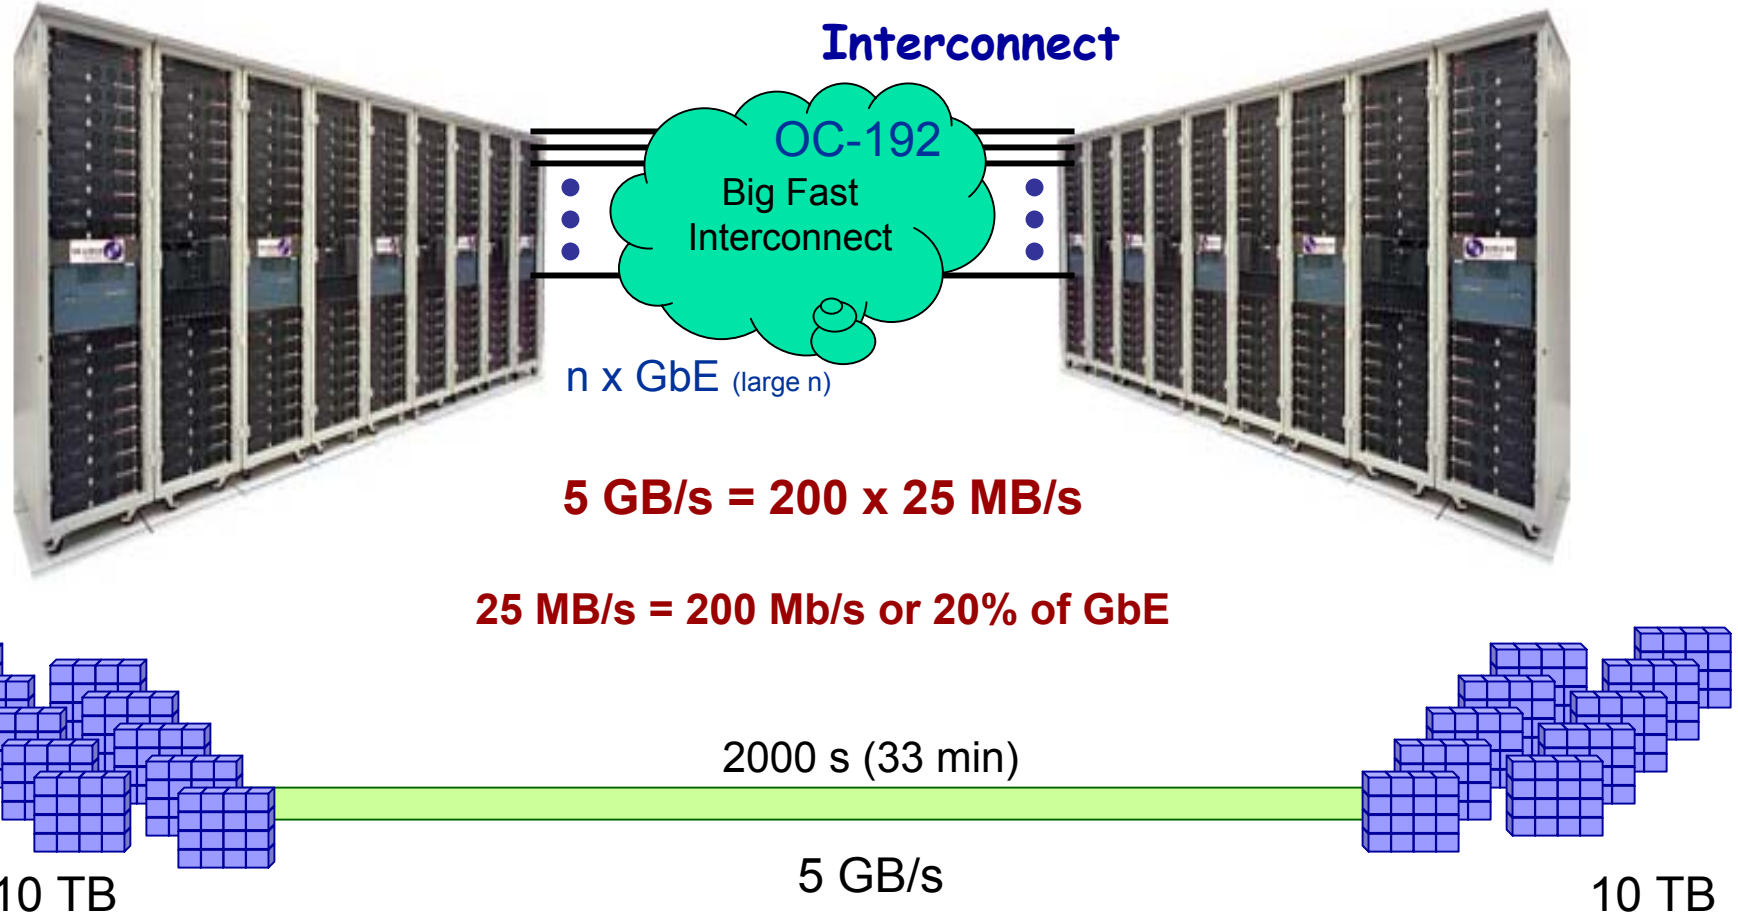 Interconnect
OC-192
Big Fast
Interconnect
n x GbE (large n)
5 GB/s = 200 x 25 MB/s
25 MB/s = 200 Mb/s or 20% of GbE
2000 s (33 min)
5 GB/s
10 TB
10 TB